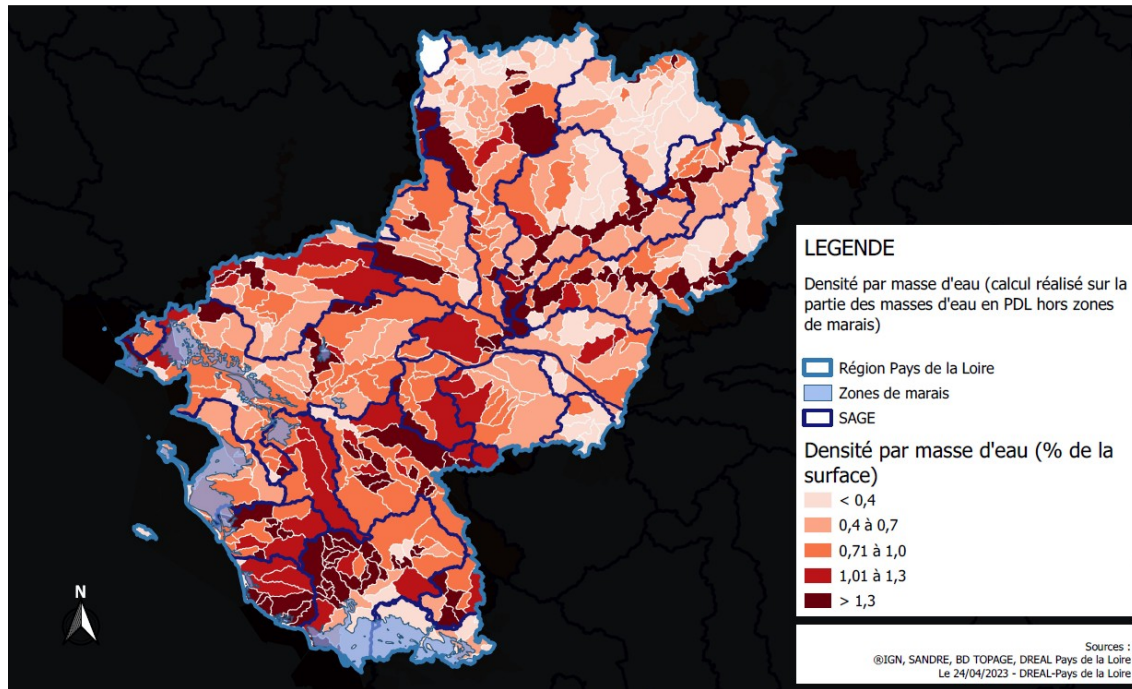 LEGENDE
Densité par masse d'eau (calcul réalisé sur la
partie des masses d'eau en PDL hors zones
de marais)
Région Pays de la Loire
Zones de marais
SAGE
Densité par masse d'eau (% de la
surface)
< 0,4
0,4 à 0,7
0,71 à 1,0
1,01 à 1,3
> 1,3
N
Sources :
®IGN, SANDRE, BD TOPAGE, DREAL Pays de la Loire
Le 24/04/2023 - DREAL-Pays de la Loire